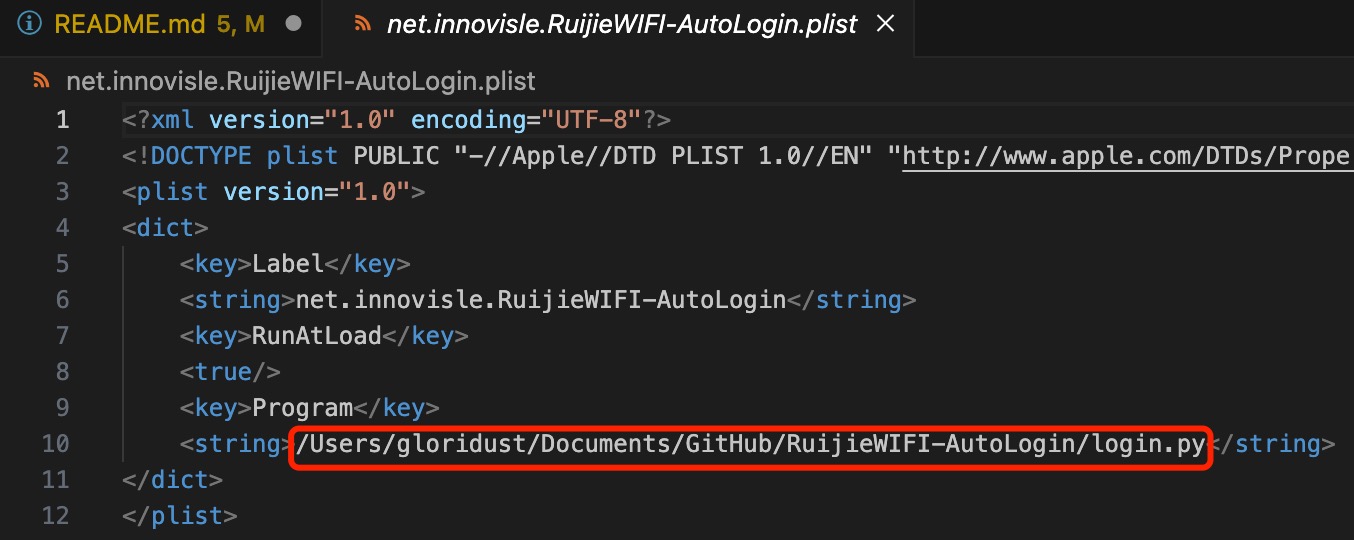 README.md 5, M
net.innovisle.RuijieWIFI-AutoLogin.plist
net.innovisle.RuijieWIFI-AutoLogin.plist
1 <?xml version="1.0" encoding="UTF-8"?>
2 <!DOCTYPE plist PUBLIC "-//Apple//DTD PLIST 1.0//EN" "http://www.apple.com/DTDs/Prope
3 <plist version="1.0">
4 <dict>
5 <key>Label</key>
6 <string>net.innovisle.RuijieWIFI-AutoLogin</string>
7 <key>RunAtLoad</key>
8 <true/>
9 <key>Program</key>
10 <string>/Users/gloridust/Documents/GitHub/RuijieWIFI-AutoLogin/login.py</string>
11 </dict>
12 </plist>